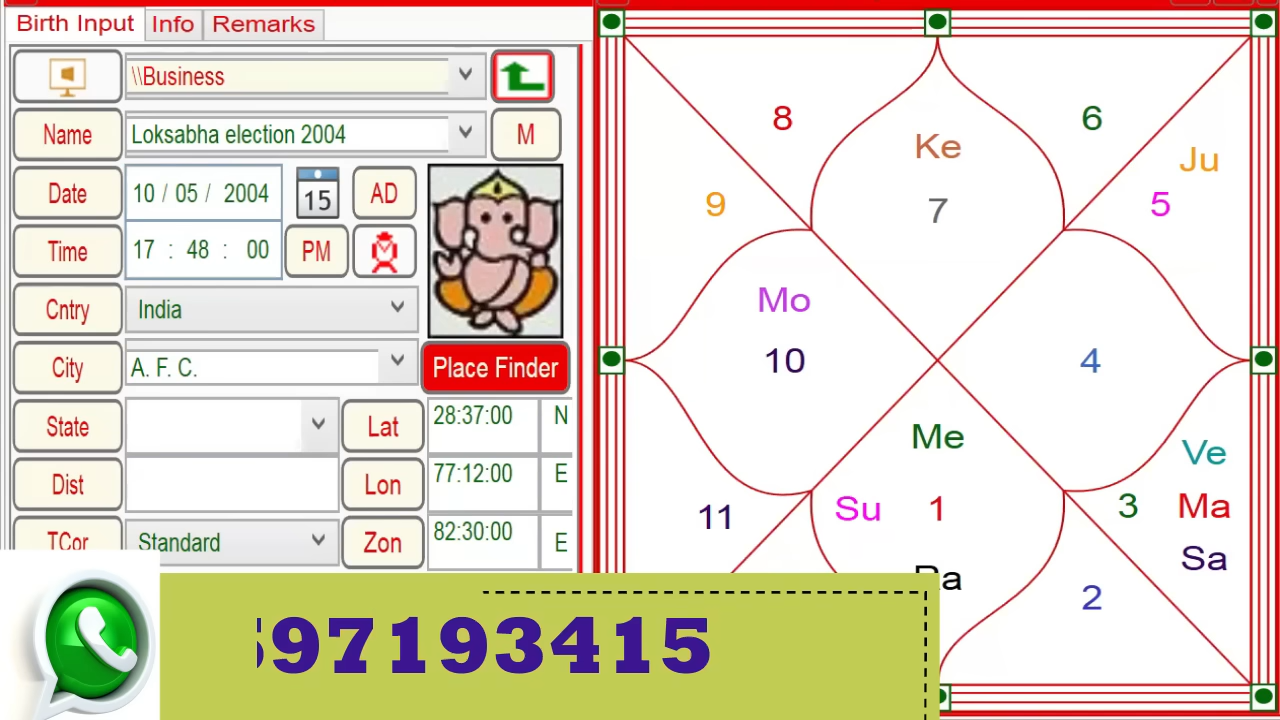 Birth Input Info Remarks
\\Business
Name Loksabha election 2004 M
Date 10 / 05 / 2004 15 AD
Time 17 : 48 : 00 PM
Cntry India
City A. F. C. Place Finder
State Lat 28:37:00 N
Dist Lon 77:12:00 E
TCor Standard Zon 82:30:00 E
8
6
Ke
Ju
9
7
5
Mo
10
4
Me
Ve
11
Su
1
3
Ma
Sa
Ra
2
97193415